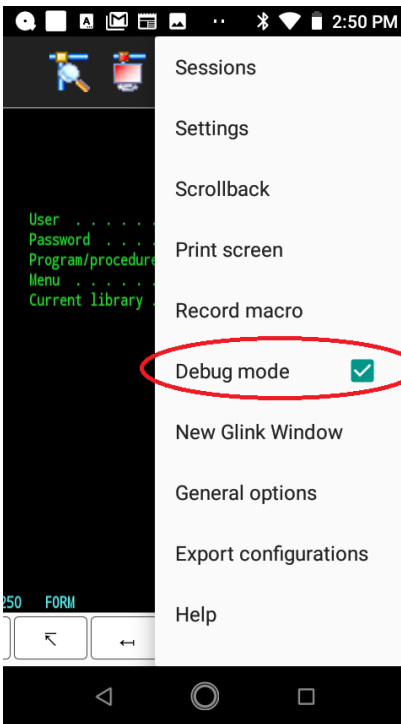 2:50 PM
Sessions
Settings
Scrollback
Print screen
Record macro
Debug mode
New Glink Window
General options
Export configurations
Help
User . . . . . .
Password . . . .
Program/procedure
Menu . . . . . .
Current library .
250 FORM